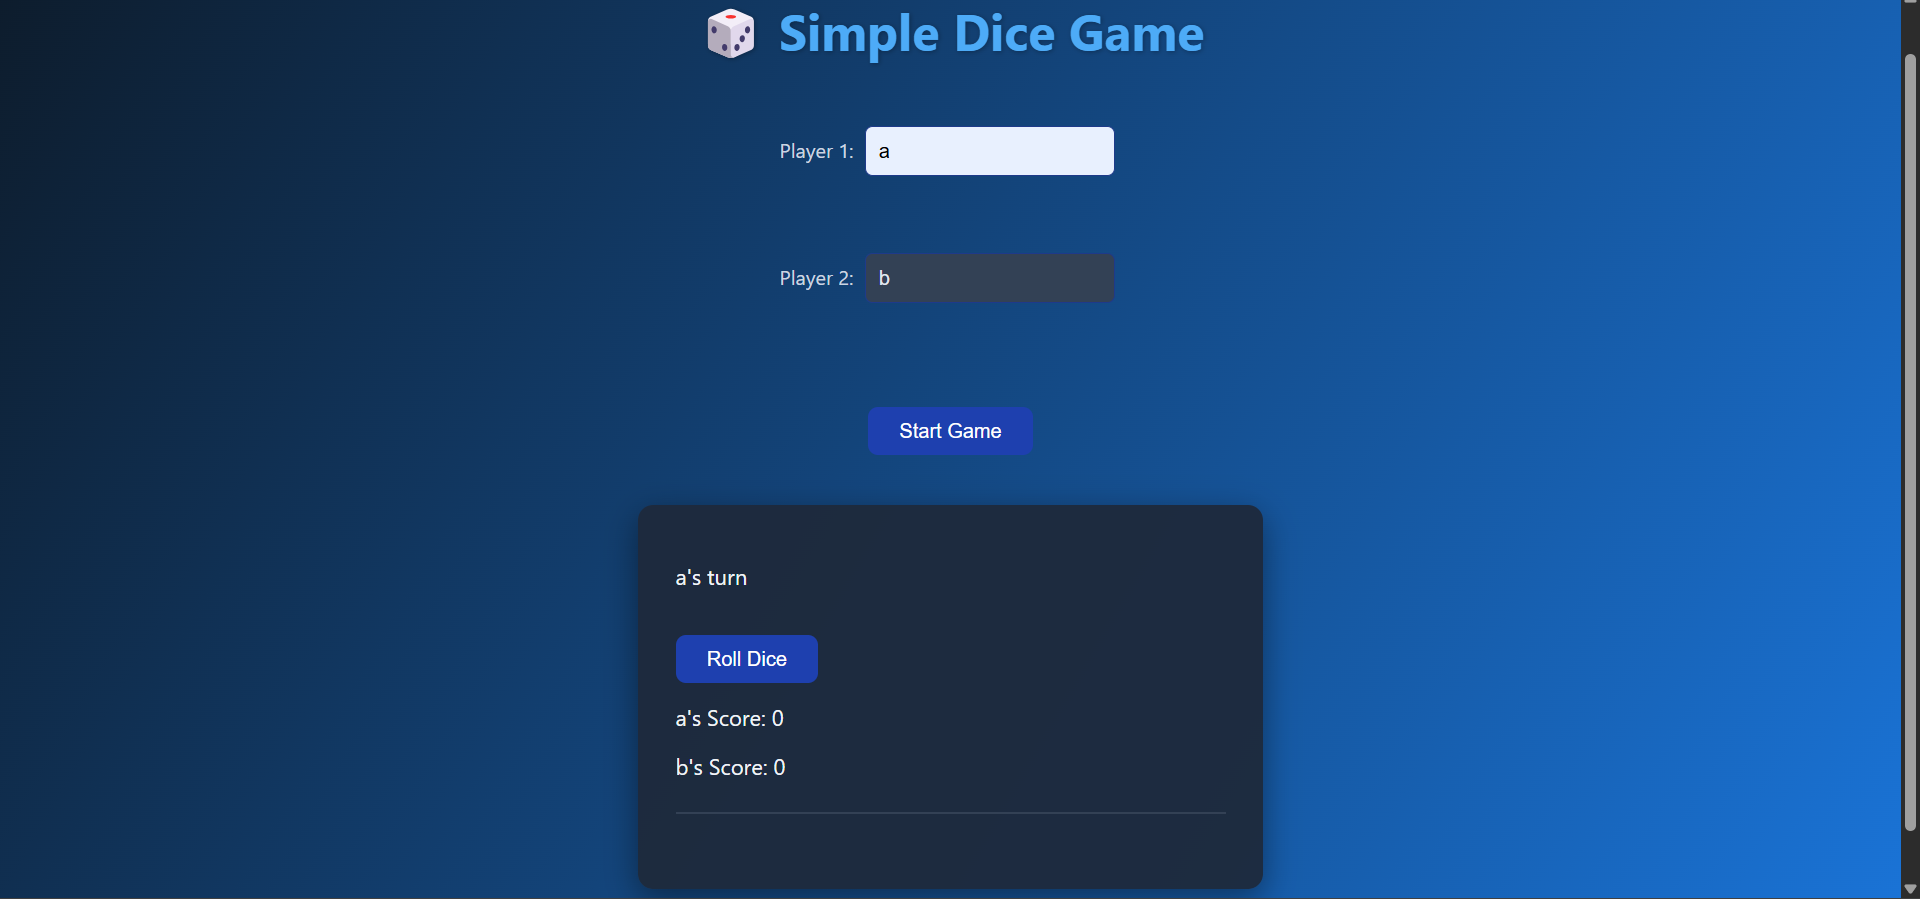 Simple Dice Game
Player 1: a
Player 2: b
Start Game
a's turn
Roll Dice
a's Score: 0
b's Score: 0